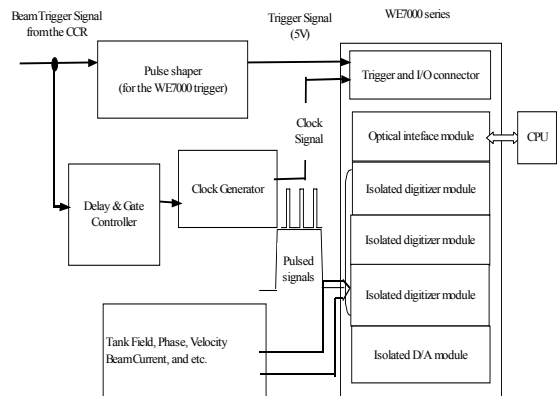 Beam Trigger Signal
from the CCR
Trigger Signal
(5V)
WE7000 series
Pulse shaper
(for the WE7000 trigger)
Trigger and I/O connector
Clock
Signal
Optical inteface module
CPU
Delay & Gate
Controller
Clock Generator
Isolated digitizer module
Isolated digitizer module
Pulsed
signals
Isolated digitizer module
Tank Field, Phase, Velocity
BeamCurrent, and etc.
Isolated D/A module